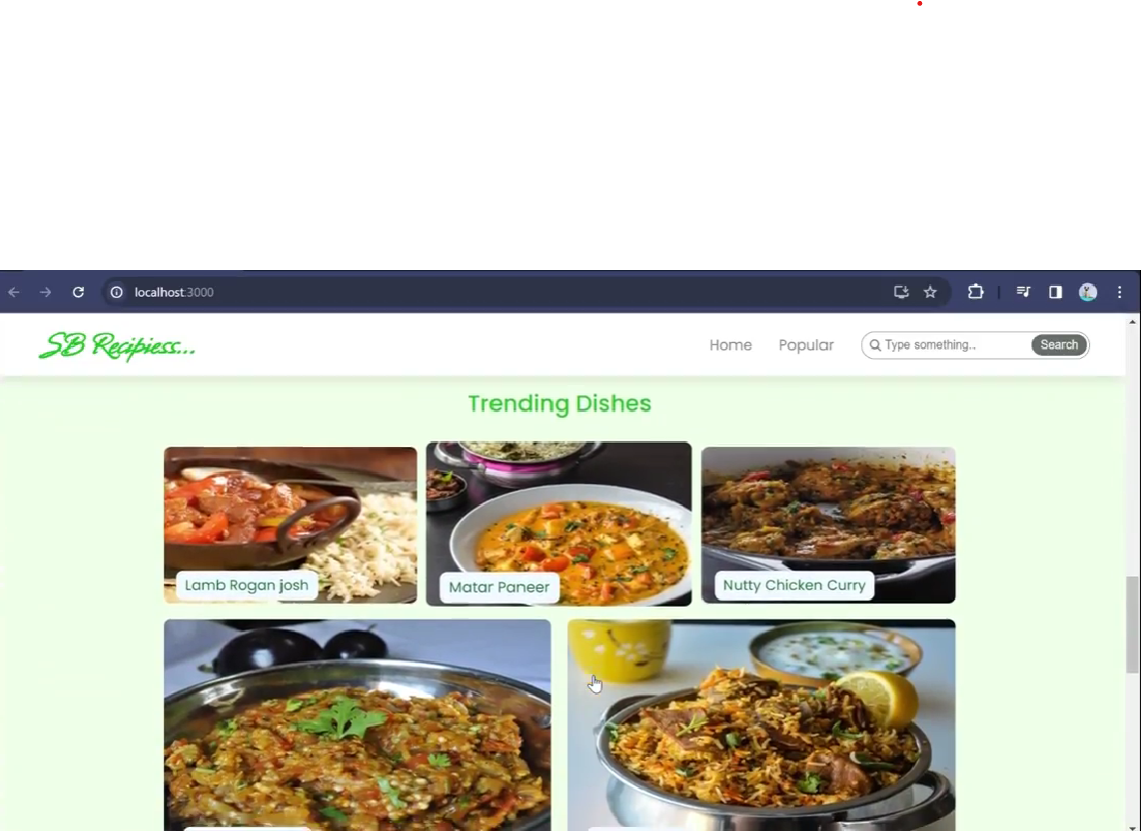 localhost:3000
SB Recipiess...
Home
Popular
Type something..
Search
Trending Dishes
Lamb Rogan josh
Matar Paneer
Nutty Chicken Curry